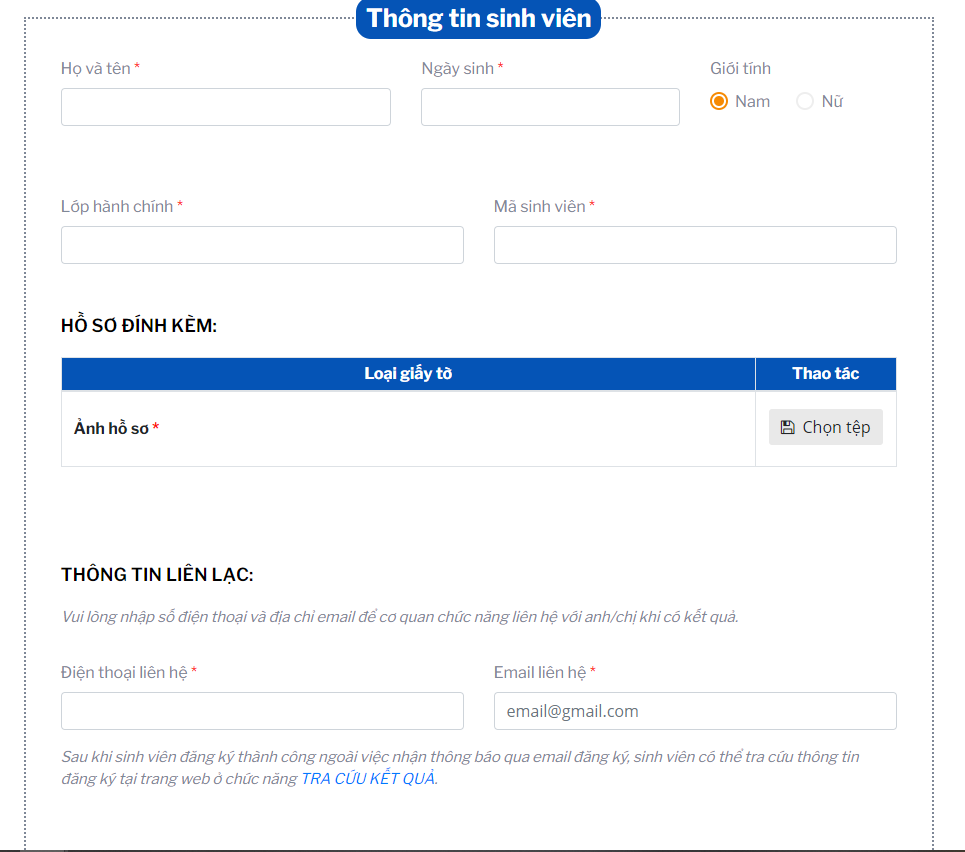 Thông tin sinh viên
Họ và tên *
Ngày sinh *
Giới tính
Nam
Nữ
Lớp hành chính *
Mã sinh viên *
HỒ SƠ ĐÍNH KÈM:
Loại giấy tờ
Thao tác
Ảnh hồ sơ *
Chọn tệp
THÔNG TIN LIÊN LẠC:
Vui lòng nhập số điện thoại và địa chỉ email để cơ quan chức năng liên hệ với anh/chị khi có kết quả.
Điện thoại liên hệ *
Email liên hệ *
email@gmail.com
Sau khi sinh viên đăng ký thành công ngoài việc nhận thông báo qua email đăng ký, sinh viên có thể tra cứu thông tin
đăng ký tại trang web ở chức năng TRA CỨU KẾT QUẢ.